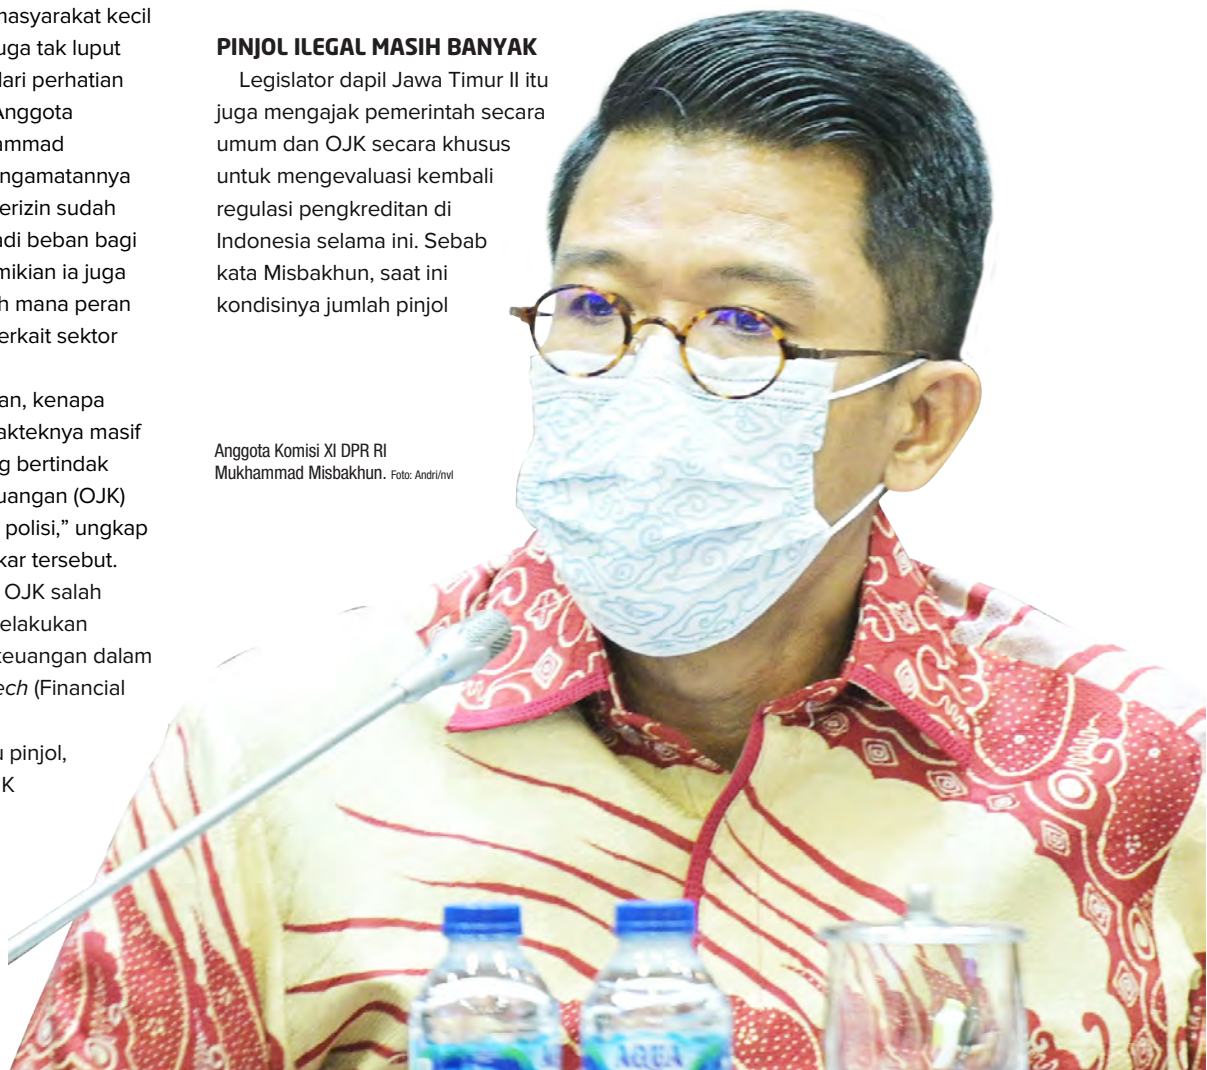 masyarakat kecil
uga tak luput
dari perhatian
Anggota
ammad
ngamatannya
erizin sudah
adi beban bagi
mikian ia juga
h mana peran
erkait sektor
an, kenapa
akteknya masif
g bertindak
uangan (OJK)
polisi,” ungkap
kar tersebut.
OJK salah
elakukan
keuangan dalam
ech (Financial
u pinjol,
K
PINJOL ILEGAL MASIH BANYAK
Legislator dapil Jawa Timur II itu
juga mengajak pemerintah secara
umum dan OJK secara khusus
untuk mengevaluasi kembali
regulasi pengkreditan di
Indonesia selama ini. Sebab
kata Misbakhun, saat ini
kondisinya jumlah pinjol
Anggota Komisi XI DPR RI
Mukhammad Misbakhun. Foto: Andri/nvl
AQUA